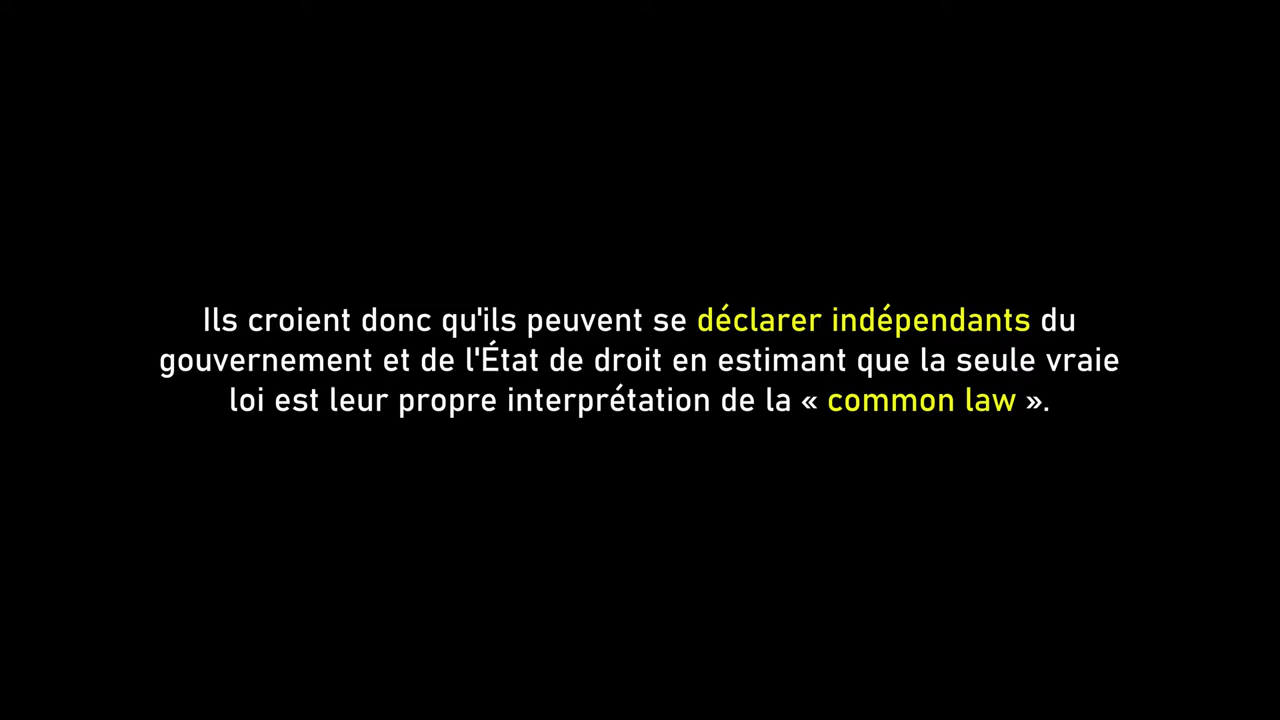 Ils croient donc qu'ils peuvent se déclarer indépendants du
gouvernement et de l'État de droit en estimant que la seule vraie
loi est leur propre interprétation de la « common law ».